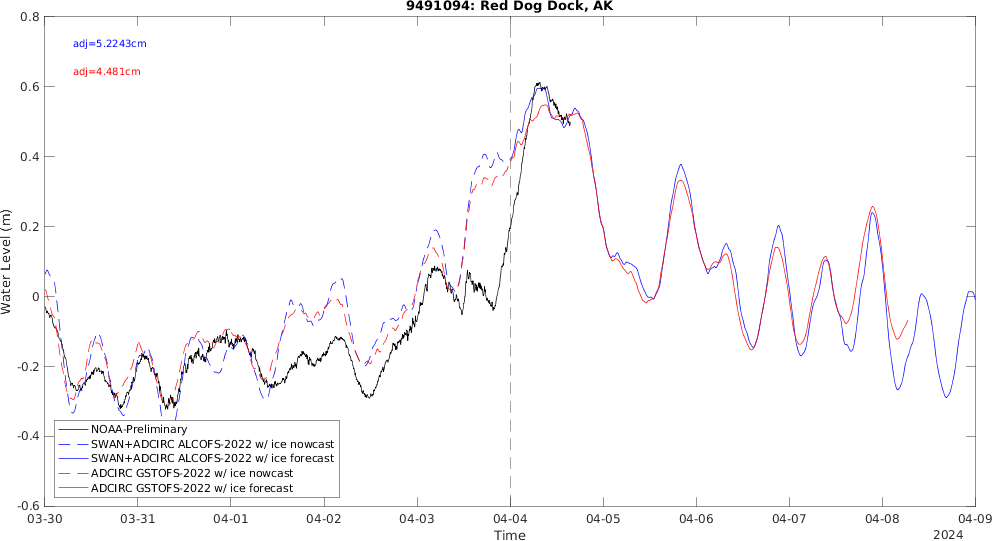 9491094: Red Dog Dock, AK
adj=5.2243cm
adj=4.481cm
Water Level (m)
0.8
0.6
0.4
0.2
0
-0.2
-0.4
-0.6
NOAA-Preliminary
SWAN+ADCIRC ALCOFS-2022 w/ ice nowcast
SWAN+ADCIRC ALCOFS-2022 w/ ice forecast
ADCIRC GSTOFS-2022 w/ ice nowcast
ADCIRC GSTOFS-2022 w/ ice forecast
03-30 03-31 04-01 04-02 04-03 04-04 04-05 04-06 04-07 04-08 04-09
Time
2024